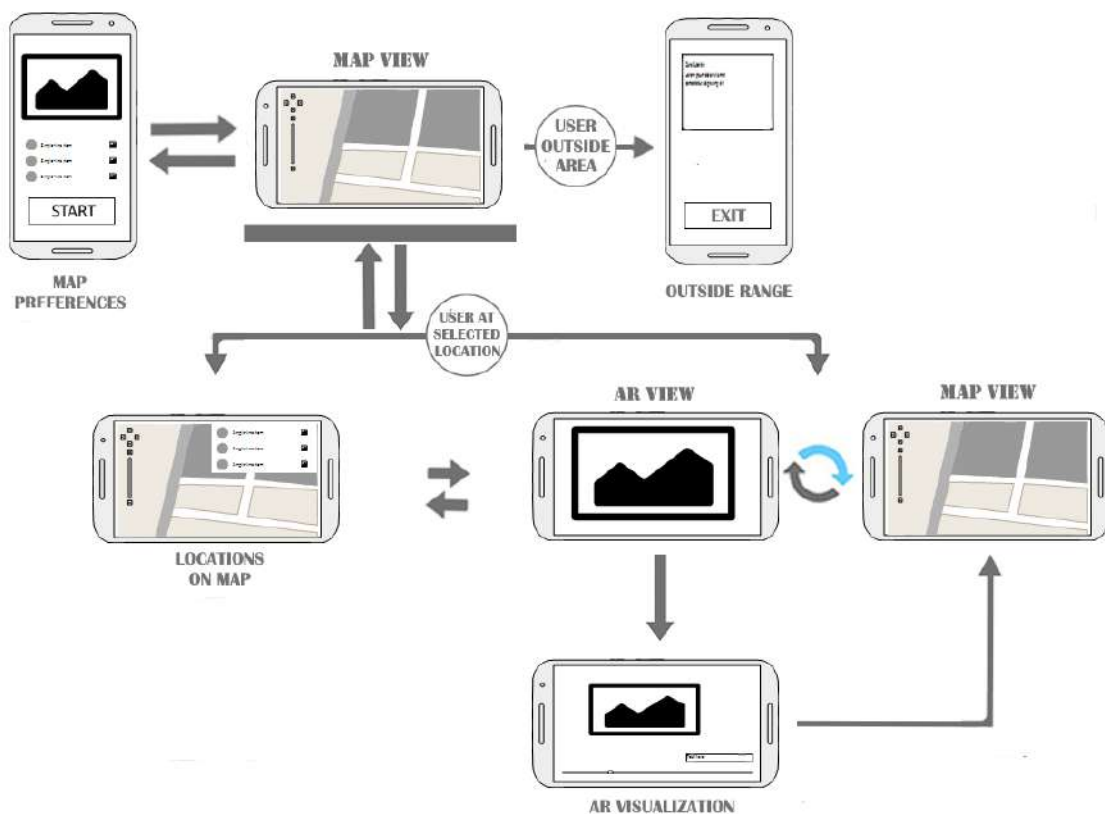 MAP VIEW
USER
OUTSIDE
AREA
START
EXIT
MAP
PREFERENCES
OUTSIDE RANGE
USER AT
SELECTED
LOCATION
AR VIEW
MAP VIEW
LOCATIONS
ON MAP
AR VISUALIZATION